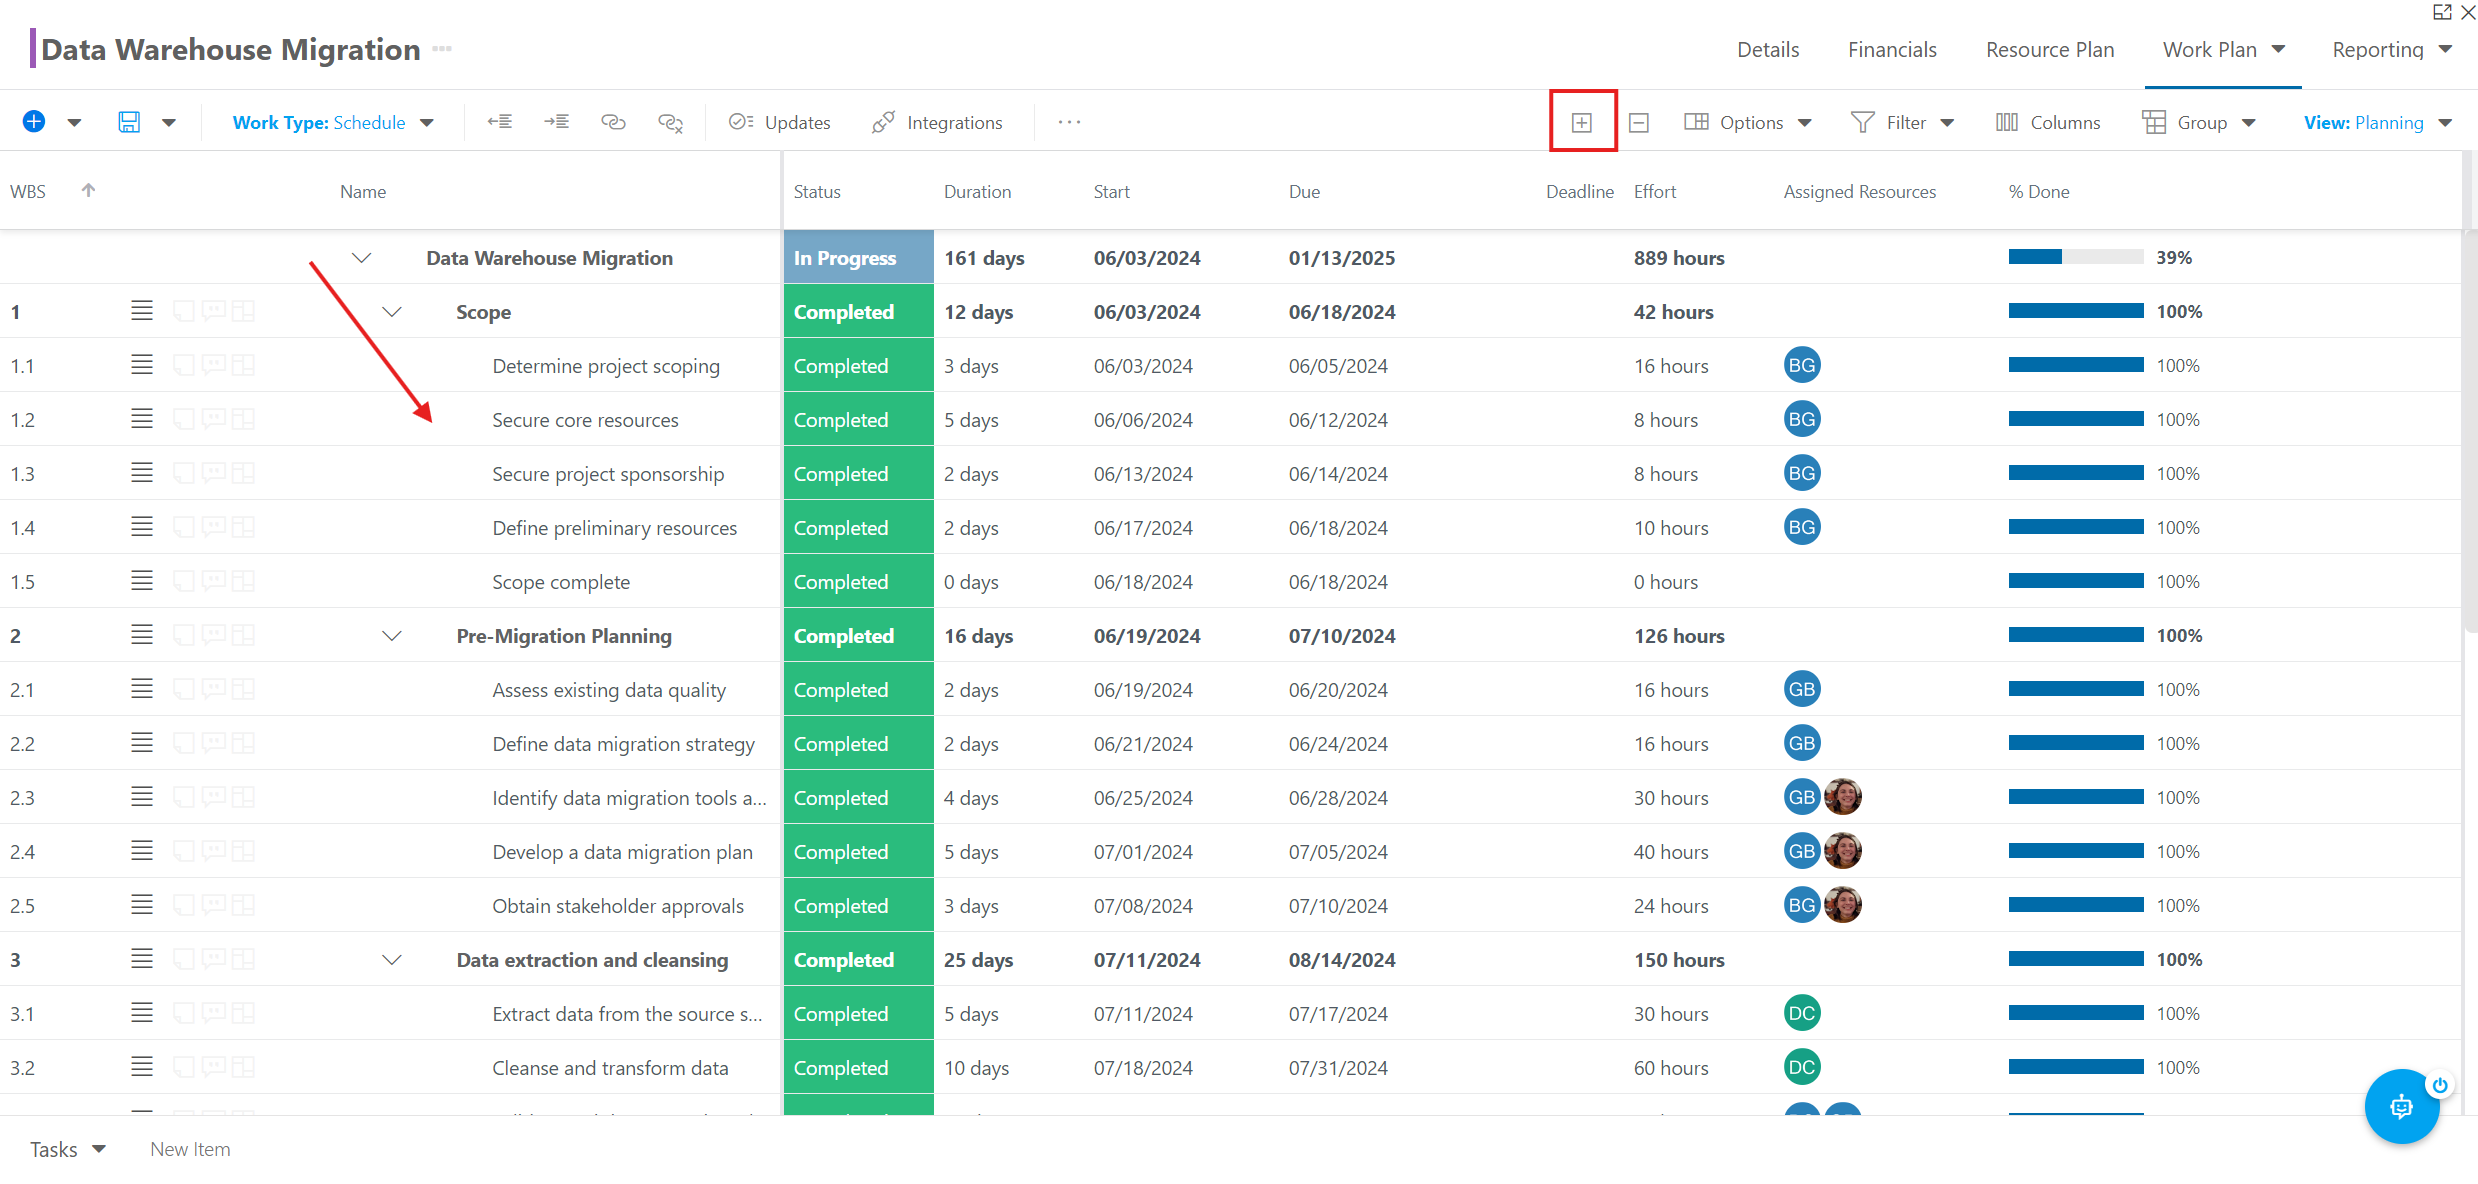 Data Warehouse Migration
Details Financials Resource Plan Work Plan Reporting
Work Type: Schedule Updates Integrations Options Filter Columns Group View: Planning
WBS Name Status Duration Start Due Deadline Effort Assigned Resources % Done
Data Warehouse Migration In Progress 161 days 06/03/2024 01/13/2025 889 hours 39%
1 Scope Completed 12 days 06/03/2024 06/18/2024 42 hours 100%
1.1 Determine project scoping Completed 3 days 06/03/2024 06/05/2024 16 hours BG 100%
1.2 Secure core resources Completed 5 days 06/06/2024 06/12/2024 8 hours BG 100%
1.3 Secure project sponsorship Completed 2 days 06/13/2024 06/14/2024 8 hours BG 100%
1.4 Define preliminary resources Completed 2 days 06/17/2024 06/18/2024 10 hours BG 100%
1.5 Scope complete Completed 0 days 06/18/2024 06/18/2024 0 hours 100%
2 Pre-Migration Planning Completed 16 days 06/19/2024 07/10/2024 126 hours 100%
2.1 Assess existing data quality Completed 2 days 06/19/2024 06/20/2024 16 hours GB 100%
2.2 Define data migration strategy Completed 2 days 06/21/2024 06/24/2024 16 hours GB 100%
2.3 Identify data migration tools a... Completed 4 days 06/25/2024 06/28/2024 30 hours GB 100%
2.4 Develop a data migration plan Completed 5 days 07/01/2024 07/05/2024 40 hours GB 100%
2.5 Obtain stakeholder approvals Completed 3 days 07/08/2024 07/10/2024 24 hours BG 100%
3 Data extraction and cleansing Completed 25 days 07/11/2024 08/14/2024 150 hours 100%
3.1 Extract data from the source s... Completed 5 days 07/11/2024 07/17/2024 30 hours DC 100%
3.2 Cleanse and transform data Completed 10 days 07/18/2024 07/31/2024 60 hours DC 100%
Tasks New Item